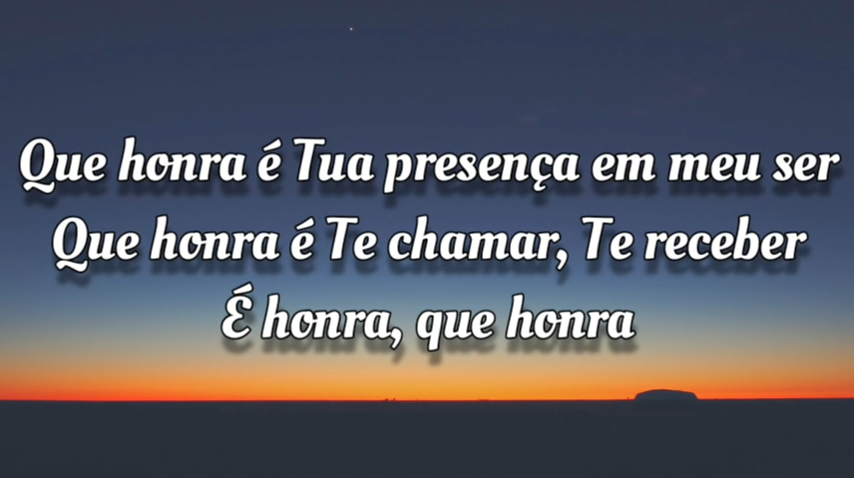 Que honra é Tua presença em meu ser
Que honra é Te chamar, Te receber
É honra, que honra